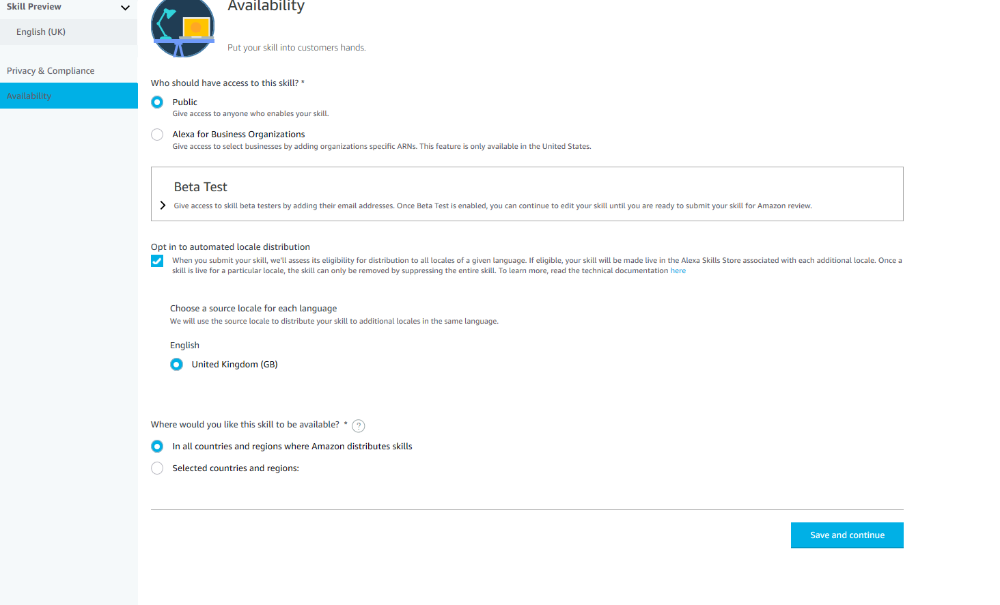 Skill Preview
English (UK)
Privacy & Compliance
Availability
Availability
Put your skill into customers hands.
Who should have access to this skill? *
Public
Give access to anyone who enables your skill.
Alexa for Business Organizations
Give access to select businesses by adding organizations specific ARNs. This feature is only available in the United States.
Beta Test
Give access to skill beta testers by adding their email addresses. Once Beta Test is enabled, you can continue to edit your skill until you are ready to submit your skill for Amazon review.
Opt in to automated locale distribution
When you submit your skill, we'll assess its eligibility for distribution to all locales of a given language. If eligible, your skill will be made live in the Alexa Skills Store associated with each additional locale. Once a
skill is live for a particular locale, the skill can only be removed by suppressing the entire skill. To learn more, read the technical documentation here
Choose a source locale for each language
We will use the source locale to distribute your skill to additional locales in the same language.
English
United Kingdom (GB)
Where would you like this skill to be available? * ?
In all countries and regions where Amazon distributes skills
Selected countries and regions:
Save and continue